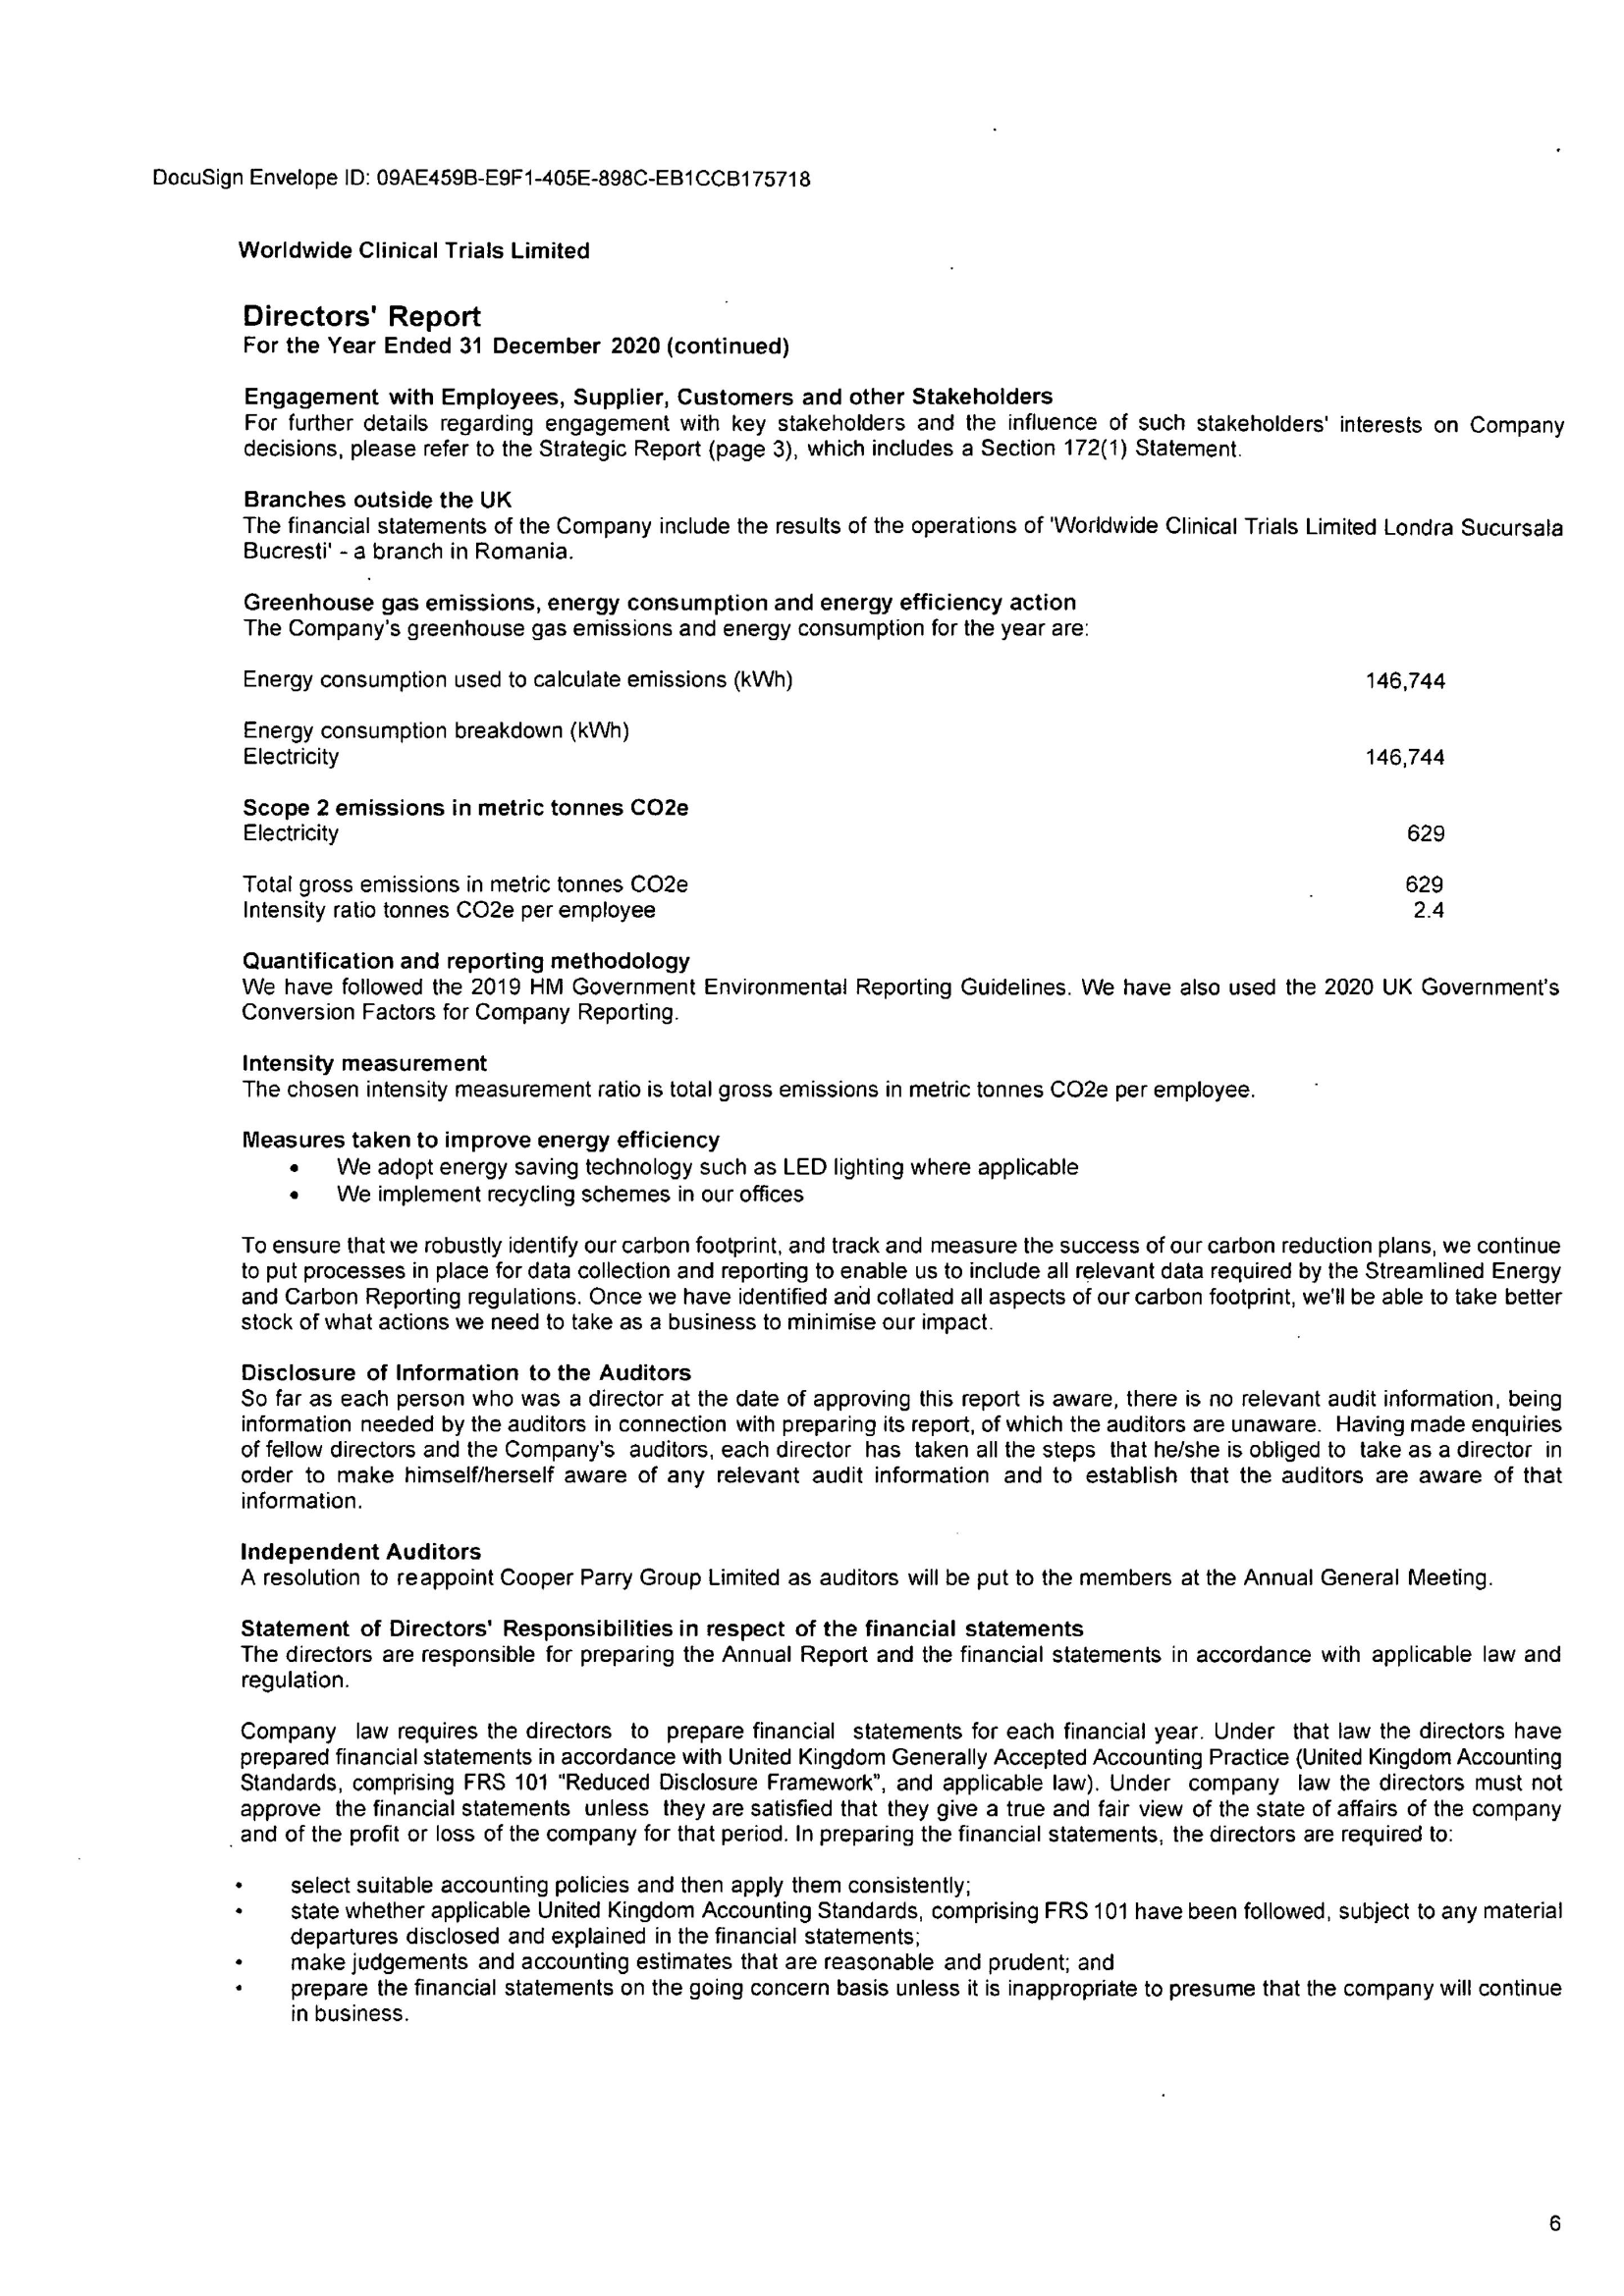 DocuSign Envelope ID: 09AE459B-E9F1-405E-898C-EB1CCB175718
Worldwide Clinical Trials Limited
Directors' Report
For the Year Ended 31 December 2020 (continued)
Engagement with Employees, Supplier, Customers and other Stakeholders
For further details regarding engagement with key stakeholders and the influence of such stakeholders' interests on Company
decisions, please refer to the Strategic Report (page 3), which includes a Section 172(1) Statement.
Branches outside the UK
The financial statements of the Company include the results of the operations of 'Worldwide Clinical Trials Limited Londra Sucursala
Bucresti' - a branch in Romania.
Greenhouse gas emissions, energy consumption and energy efficiency action
The Company's greenhouse gas emissions and energy consumption for the year are:
Energy consumption used to calculate emissions (kWh) 146,744
Energy consumption breakdown (kWh)
Electricity 146,744
Scope 2 emissions in metric tonnes CO2e
Electricity 629
Total gross emissions in metric tonnes CO2e 629
Intensity ratio tonnes CO2e per employee 2.4
Quantification and reporting methodology
We have followed the 2019 HM Government Environmental Reporting Guidelines. We have also used the 2020 UK Government's
Conversion Factors for Company Reporting.
Intensity measurement
The chosen intensity measurement ratio is total gross emissions in metric tonnes CO2e per employee.
Measures taken to improve energy efficiency
• We adopt energy saving technology such as LED lighting where applicable
• We implement recycling schemes in our offices
To ensure that we robustly identify our carbon footprint, and track and measure the success of our carbon reduction plans, we continue
to put processes in place for data collection and reporting to enable us to include all relevant data required by the Streamlined Energy
and Carbon Reporting regulations. Once we have identified and collated all aspects of our carbon footprint, we'll be able to take better
stock of what actions we need to take as a business to minimise our impact.
Disclosure of Information to the Auditors
So far as each person who was a director at the date of approving this report is aware, there is no relevant audit information, being
information needed by the auditors in connection with preparing its report, of which the auditors are unaware. Having made enquiries
of fellow directors and the Company's auditors, each director has taken all the steps that he/she is obliged to take as a director in
order to make himself/herself aware of any relevant audit information and to establish that the auditors are aware of that
information.
Independent Auditors
A resolution to reappoint Cooper Parry Group Limited as auditors will be put to the members at the Annual General Meeting.
Statement of Directors' Responsibilities in respect of the financial statements
The directors are responsible for preparing the Annual Report and the financial statements in accordance with applicable law and
regulation.
Company law requires the directors to prepare financial statements for each financial year. Under that law the directors have
prepared financial statements in accordance with United Kingdom Generally Accepted Accounting Practice (United Kingdom Accounting
Standards, comprising FRS 101 "Reduced Disclosure Framework", and applicable law). Under company law the directors must not
approve the financial statements unless they are satisfied that they give a true and fair view of the state of affairs of the company
and of the profit or loss of the company for that period. In preparing the financial statements, the directors are required to:
• select suitable accounting policies and then apply them consistently;
• state whether applicable United Kingdom Accounting Standards, comprising FRS 101 have been followed, subject to any material
departures disclosed and explained in the financial statements;
• make judgements and accounting estimates that are reasonable and prudent; and
• prepare the financial statements on the going concern basis unless it is inappropriate to presume that the company will continue
in business.
6